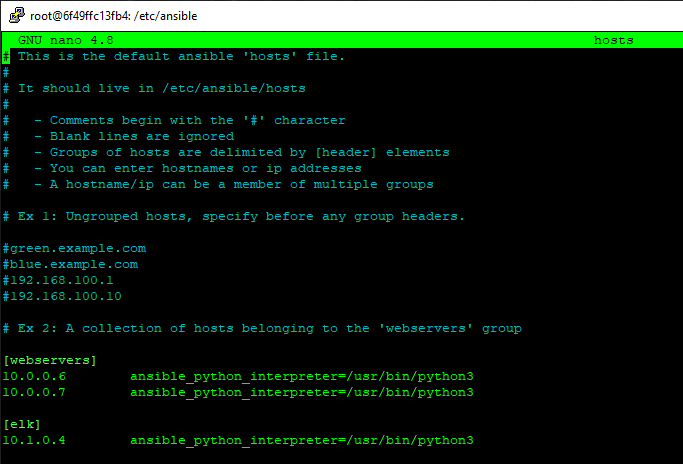 root@6f49ffc13fb4: /etc/ansible
GNU nano 4.8 hosts
# This is the default ansible 'hosts' file.
#
# It should live in /etc/ansible/hosts
#
#   - Comments begin with the '#' character
#   - Blank lines are ignored
#   - Groups of hosts are delimited by [header] elements
#   - You can enter hostnames or ip addresses
#   - A hostname/ip can be a member of multiple groups
# Ex 1: Ungrouped hosts, specify before any group headers.
#green.example.com
#blue.example.com
#192.168.100.1
#192.168.100.10
# Ex 2: A collection of hosts belonging to the 'webservers' group
[webservers]
10.0.0.6        ansible_python_interpreter=/usr/bin/python3
10.0.0.7        ansible_python_interpreter=/usr/bin/python3
[elk]
10.1.0.4        ansible_python_interpreter=/usr/bin/python3